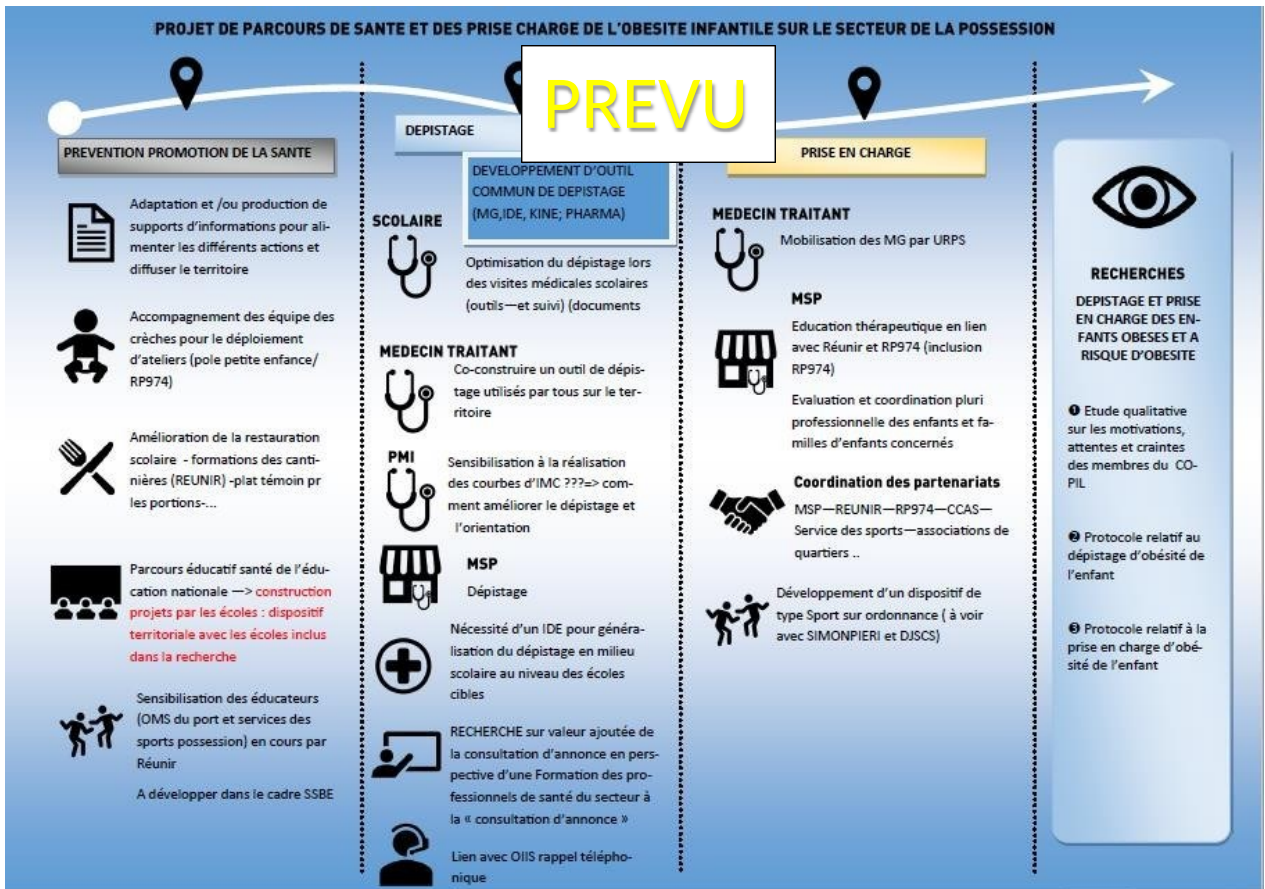 PROJET DE PARCOURS DE SANTE ET DES PRISE CHARGE DE L'OBESITE INFANTILE SUR LE SECTEUR DE LA POSSESSION
PREVU
PREVENTION PROMOTION DE LA SANTE
Adaptation et /ou production de
supports d'informations pour ali-
menter les différents actions et
diffuser le territoire
Accompagnement des équipe des
crèches pour le déploiement
d'ateliers (pole petite enfance/
RP974)
Amélioration de la restauration
scolaire - formations des canti-
nières (REUNIR) -plat témoin pr
les portions-...
Parcours éducatif santé de l'édu-
cation nationale —> construction
projets par les écoles : dispositif
territoriale avec les écoles inclus
dans la recherche
Sensibilisation des éducateurs
(OMS du port et services des
sports possession) en cours par
Réunir
A développer dans le cadre SSBE
DEPISTAGE
DEVELOPPEMENT D'OUTIL
COMMUN DE DEPISTAGE
(MG,IDE, KINE; PHARMA)
SCOLAIRE
Optimisation du dépistage lors
des visites médicales scolaires
(outils—et suivi) (documents
MEDECIN TRAITANT
Co-construire un outil de dépis-
tage utilisés par tous sur le ter-
ritoire
PMI
Sensibilisation à la réalisation
des courbes d'IMC ???=> com-
ment améliorer le dépistage et
l'orientation
MSP
Dépistage
Nécessité d'un IDE pour généra-
lisation du dépistage en milieu
scolaire au niveau des écoles
cibles
RECHERCHE sur valeur ajoutée de
la consultation d'annonce en pers-
pective d'une Formation des pro-
fessionnels de santé du secteur à
la « consultation d'annonce »
Lien avec OIIS rappel télépho-
nique
PRISE EN CHARGE
MEDECIN TRAITANT
Mobilisation des MG par URPS
MSP
Education thérapeutique en lien
avec Réunir et RP974 (inclusion
RP974)
Evaluation et coordination pluri
professionnelle des enfants et fa-
milles d'enfants concernés
Coordination des partenariats
MSP—REUNIR—RP974—CCAS—
Service des sports—associations de
quartiers ..
Développement d'un dispositif de
type Sport sur ordonnance ( à voir
avec SIMONPIERI et DJSCS)
RECHERCHES
DEPISTAGE ET PRISE
EN CHARGE DES EN-
FANTS OBESES ET A
RISQUE D'OBESITE
❶ Etude qualitative
sur les motivations,
attentes et craintes
des membres du CO-
PIL
❷ Protocole relatif au
dépistage d'obésité de
l'enfant
❸ Protocole relatif à la
prise en charge d'obé-
sité de l'enfant